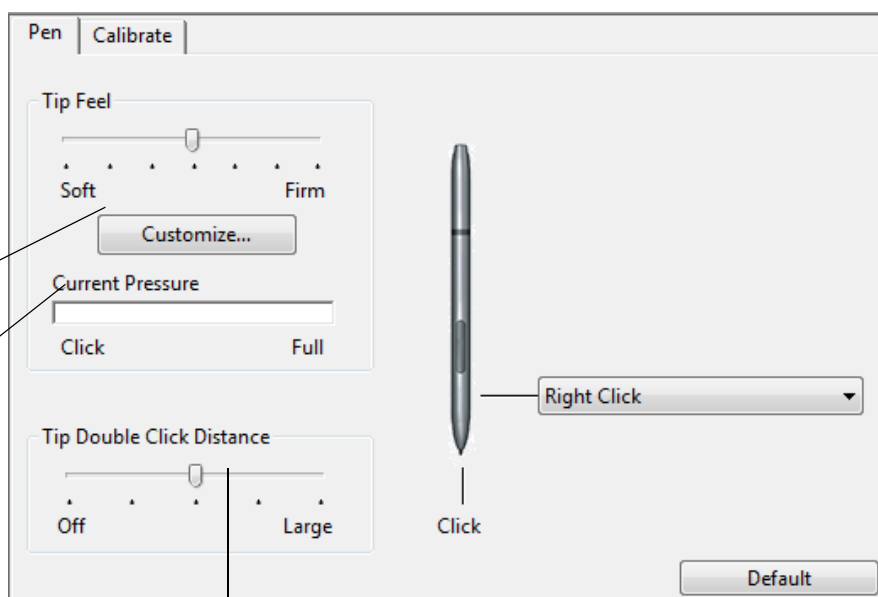 Pen Calibrate
Tip Feel
Soft Firm
Customize...
Current Pressure
Click Full
Right Click
Tip Double Click Distance
Off Large
Click
Default